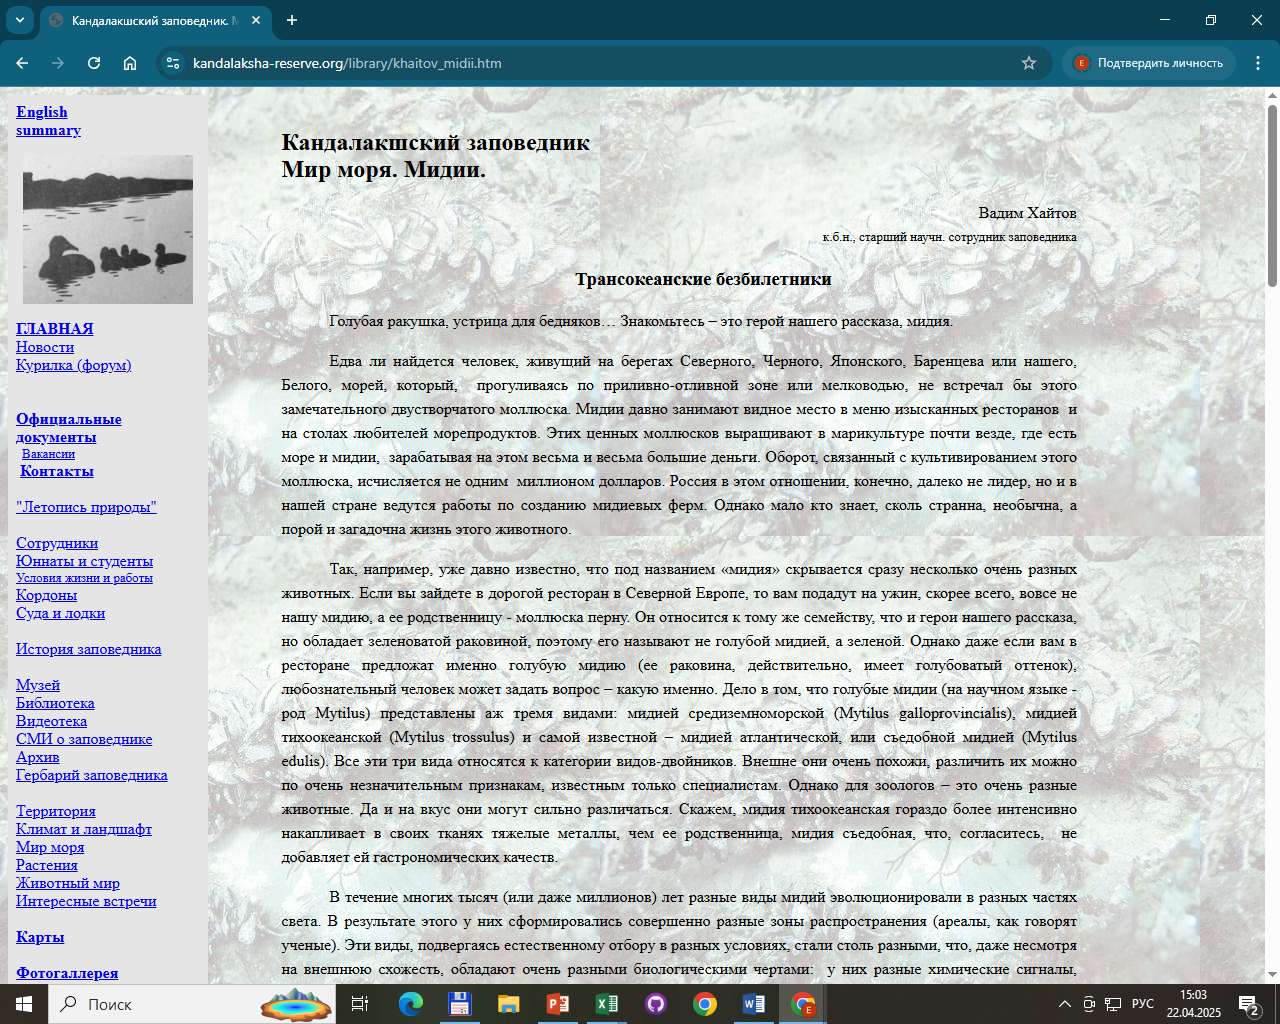 Кандалакшский заповедник. М
kandalaksha-reserve.org/library/khaitov_midii.htm
Подтвердить личность
English
summary
ГЛАВНАЯ
Новости
Курилка (форум)
Официальные
документы
Вакансии
Контакты
"Летопись природы"
Сотрудники
Юннаты и студенты
Условия жизни и работы
Кордоны
Суда и лодки
История заповедника
Музей
Библиотека
Видеотека
СМИ о заповеднике
Архив
Гербарий заповедника
Территория
Климат и ландшафт
Мир моря
Растения
Животный мир
Интересные встречи
Карты
Фотогаллерея
Кандалакшский заповедник
Мир моря. Мидии.
Вадим Хайтов
к.б.н., старший научн. сотрудник заповедника
Трансокеанские безбилетники
Голубая ракушка, устрица для бедняков… Знакомьтесь – это герой нашего рассказа, мидия.
Едва ли найдется человек, живущий на берегах Северного, Черного, Японского, Баренцева или нашего,
Белого, морей, который, прогуливаясь по приливно-отливной зоне или мелководью, не встречал бы этого
замечательного двустворчатого моллюска. Мидии давно занимают видное место в меню изысканных ресторанов и
на столах любителей морепродуктов. Этих ценных моллюсков выращивают в марикультуре почти везде, где есть
море и мидии, зарабатывая на этом весьма и весьма большие деньги. Оборот, связанный с культивированием этого
моллюска, исчисляется не одним миллионом долларов. Россия в этом отношении, конечно, далеко не лидер, но и в
нашей стране ведутся работы по созданию мидиевых ферм. Однако мало кто знает, сколь странна, необычна, а
порой и загадочна жизнь этого животного.
Так, например, уже давно известно, что под названием «мидия» скрывается сразу несколько очень разных
животных. Если вы зайдете в дорогой ресторан в Северной Европе, то вам подадут на ужин, скорее всего, вовсе не
нашу мидию, а ее родственницу - моллюска перну. Он относится к тому же семейству, что и герои нашего рассказа,
но обладает зеленоватой раковиной, поэтому его называют не голубой мидией, а зеленой. Однако даже если вам в
ресторане предложат именно голубую мидию (ее раковина, действительно, имеет голубоватый оттенок),
любознательный человек может задать вопрос – какую именно. Дело в том, что голубые мидии (на научном языке -
род Mytilus) представлены аж тремя видами: мидией средиземноморской (Mytilus galloprovincialis), мидией
тихоокеанской (Mytilus trossulus) и самой известной – мидией атлантической, или съедобной мидией (Mytilus
edulis). Все эти три вида относятся к категории видов-двойников. Внешне они очень похожи, различить их можно
по очень незначительным признакам, известным только специалистам. Однако для зоологов – это очень разные
животные. Да и на вкус они могут сильно различаться. Скажем, мидия тихоокеанская гораздо более интенсивно
накапливает в своих тканях тяжелые металлы, чем ее родственница, мидия съедобная, что, согласитесь, не
добавляет ей гастрономических качеств.
В течение многих тысяч (или даже миллионов) лет разные виды мидий эволюционировали в разных частях
света. В результате этого у них сформировались совершенно разные зоны распространения (ареалы, как говорят
ученые). Эти виды, подвергаясь естественному отбору в разных условиях, стали столь разными, что, даже несмотря
на внешнюю схожесть, обладают очень разными биологическими чертами: у них разные химические сигналы,
Поиск
РУС
15:03
22.04.2025
2